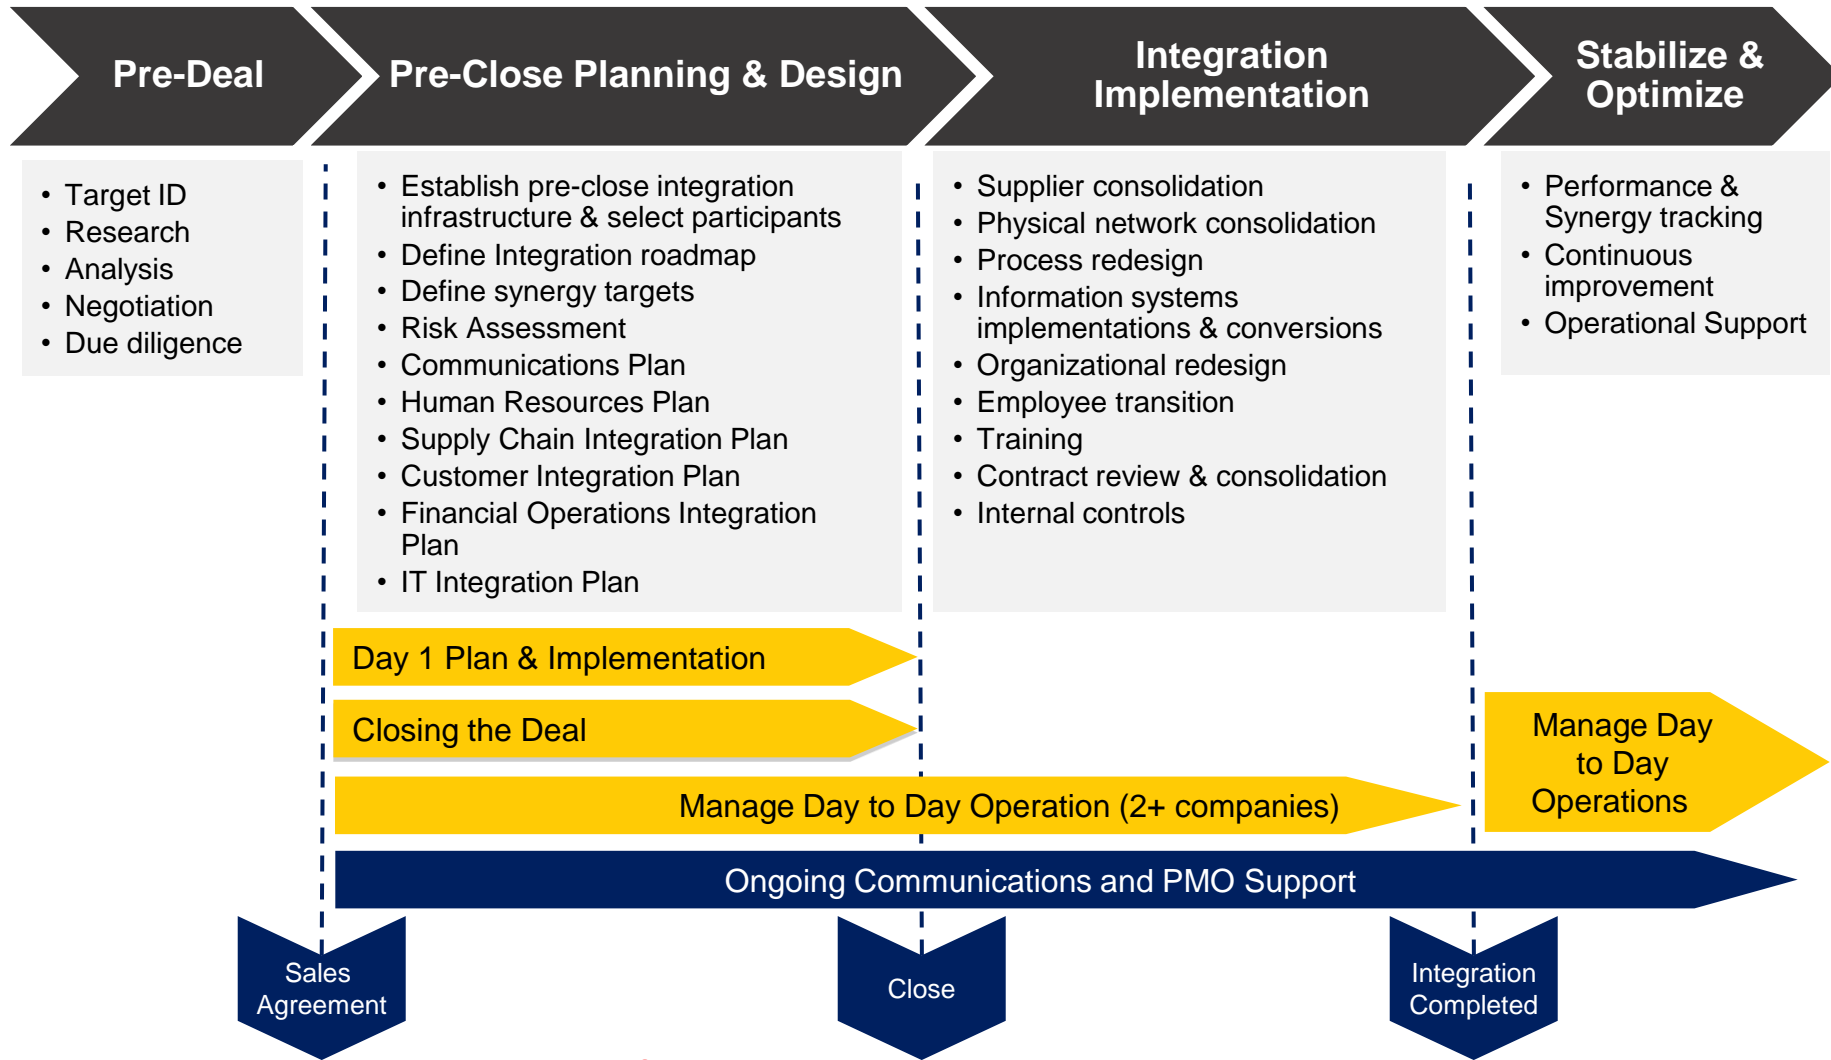 Pre-Deal
Pre-Close Planning & Design
Integration
Implementation
Stabilize &
Optimize
• Target ID
• Research
• Analysis
• Negotiation
• Due diligence
• Establish pre-close integration
infrastructure & select participants
• Define Integration roadmap
• Define synergy targets
• Risk Assessment
• Communications Plan
• Human Resources Plan
• Supply Chain Integration Plan
• Customer Integration Plan
• Financial Operations Integration
Plan
• IT Integration Plan
• Supplier consolidation
• Physical network consolidation
• Process redesign
• Information systems
implementations & conversions
• Organizational redesign
• Employee transition
• Training
• Contract review & consolidation
• Internal controls
• Performance &
Synergy tracking
• Continuous
improvement
• Operational Support
Day 1 Plan & Implementation
Closing the Deal
Manage Day to Day Operation (2+ companies)
Manage Day
to Day
Operations
Ongoing Communications and PMO Support
Sales
Agreement
Close
Integration
Completed